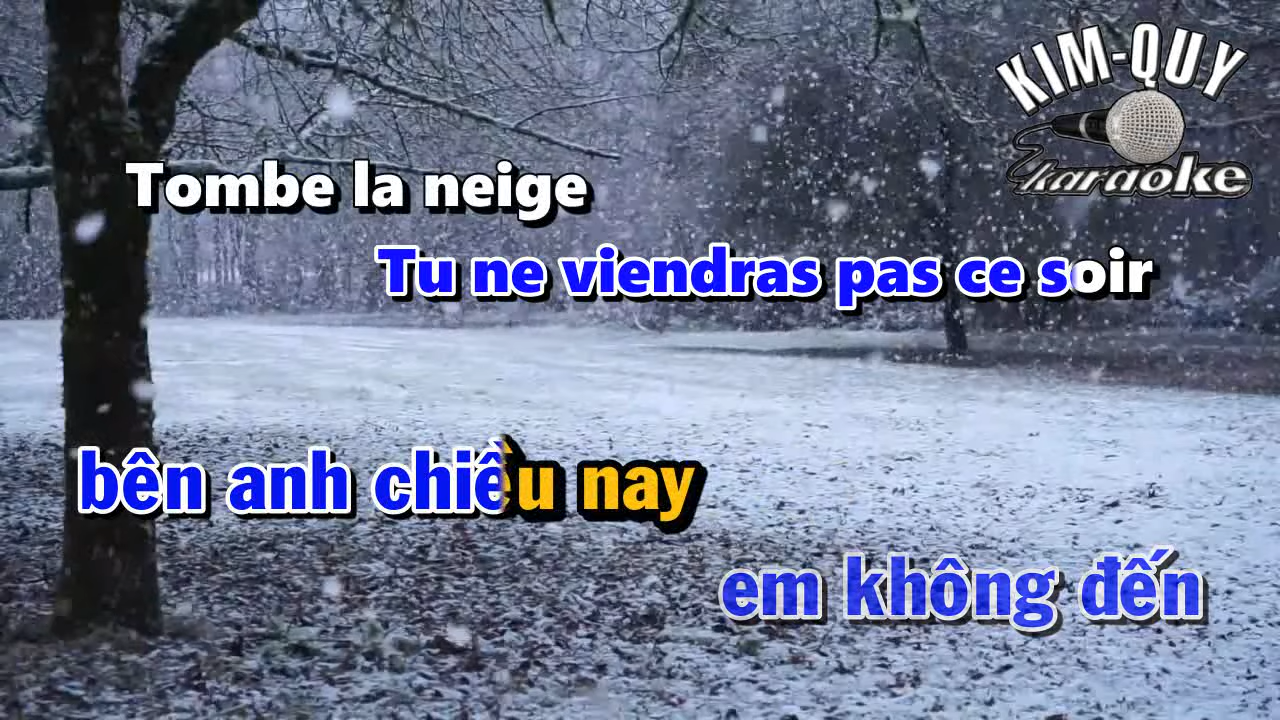 KIM-QUY
karaoke
Tombe la neige
Tu ne viendras pas ce soir
bên anh chiều nay
em không đến